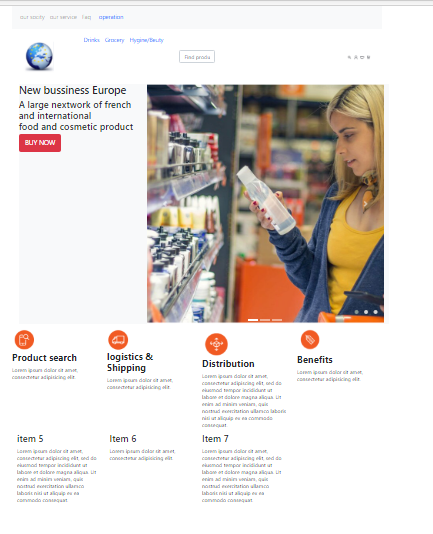 our socity our service Faq operation
Drinks Grocery Hygine/Bauty
Find produ
New bussiness Europe
A large nextwork of french
and international
food and cosmetic product
BUY NOW
Product search
Lorem ipsum dolor sit amet,
consectetur adipisicing elit
logistics &
Shipping
Lorem ipsum dolor sit amet,
consectetur adipisicing elit.
Distribution
Lorem ipsum dolor sit amet,
consectetur adipisicing elit, sed do
eiusmod tempor incididunt ut
labore et dolore magna aliqua. Ut
enim ad minim veniam, quis
nostrud exercitation ullamco laboris
nisi ut aliquip ex ea commodo
consequat
Benefits
Lorem ipsum dolor sit amet,
consectetur adipisicing elit
item 5
Lorem ipsum dolor sit amet,
consectetur adipisicing elit, sed do
eiusmod tempor incididunt ut
labore et dolore magna aliqua. Ut
enim ad minim veniam, quis
nostrud exercitation ullamco
laboris nisi ut aliquip ex ea
commodo consequat
Item 6
Lorem ipsum dolor sit amet,
consectetur adipisicing elit.
Item 7
Lorem ipsum dolor sit amet,
consectetur adipisicing elit, sed do
eiusmod tempor incididunt ut
labore et dolore magna aliqua. Ut
enim ad minim veniam, quis
nostrud exercitation ullamco
laboris nisi ut aliquip ex ea
commodo consequat